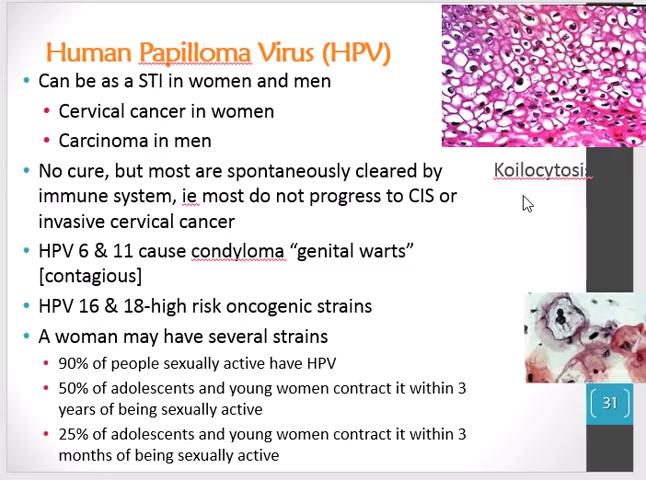 Human Papilloma Virus (HPV)
• Can be as a STI in women and men
• Cervical cancer in women
• Carcinoma in men
• No cure, but most are spontaneously cleared by
immune system, ie most do not progress to CIS or
invasive cervical cancer
• HPV 6 & 11 cause condyloma “genital warts”
[contagious]
• HPV 16 & 18-high risk oncogenic strains
• A woman may have several strains
• 90% of people sexually active have HPV
• 50% of adolescents and young women contract it within 3
years of being sexually active
• 25% of adolescents and young women contract it within 3
months of being sexually active
Koilocytosis
31